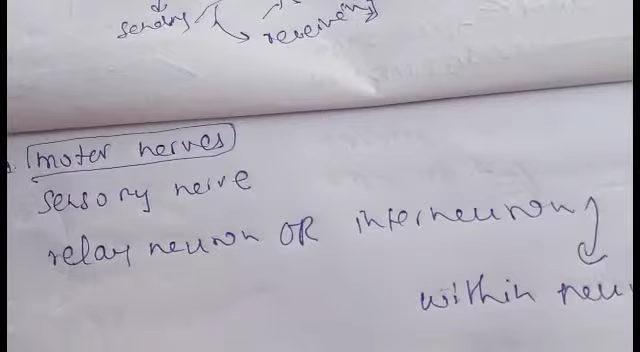 sensory
receiving
moter nerves
sensory nerve
relay neuron OR interneuron
within neu